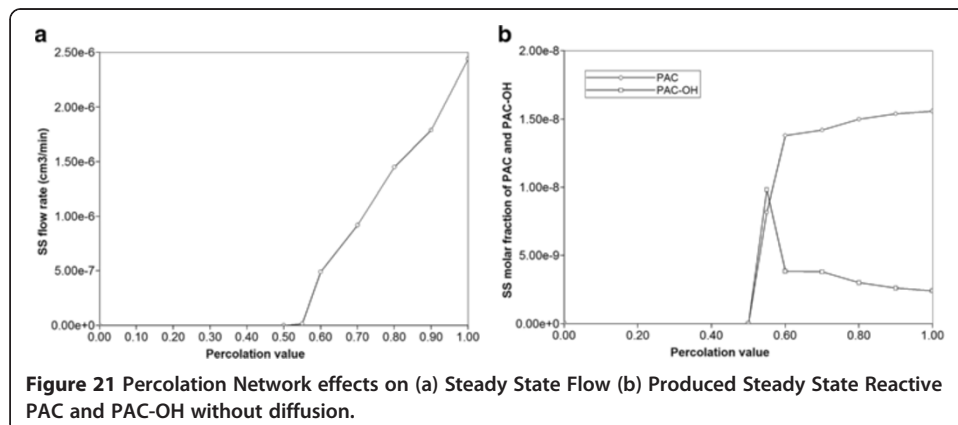 a
2.50e-6
2.00e-6
1.50e-6
1.00e-6
5.00e-7
0.00e+0
SS flow rate (cm3/min)
0.00 0.10 0.20 0.30 0.40 0.50 0.60 0.70 0.80 0.90 1.00
Percolation value
b
2.00e-8
1.50e-8
1.00e-8
5.00e-9
0.00e+0
SS molar fraction of PAC and PAC-OH
PAC
PAC-OH
0.00 0.20 0.40 0.60 0.80 1.00
Percolation value
Figure 21 Percolation Network effects on (a) Steady State Flow (b) Produced Steady State Reactive
PAC and PAC-OH without diffusion.